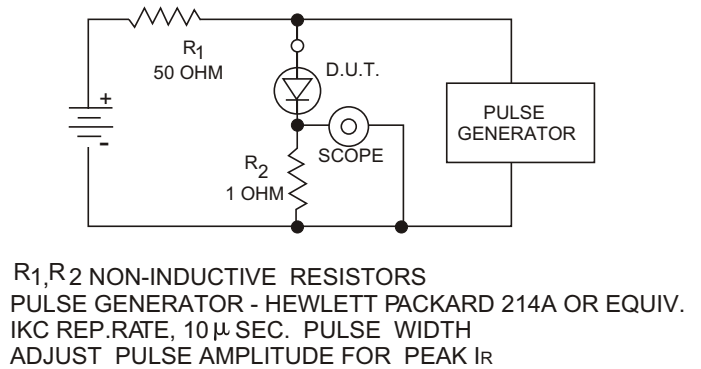 R1
50 OHM
D.U.T.
+
-
PULSE
GENERATOR
SCOPE
R2
1 OHM
R1,R2 NON-INDUCTIVE RESISTORS
PULSE GENERATOR - HEWLETT PACKARD 214A OR EQUIV.
IKC REP.RATE, 10 μ SEC. PULSE WIDTH
ADJUST PULSE AMPLITUDE FOR PEAK IR